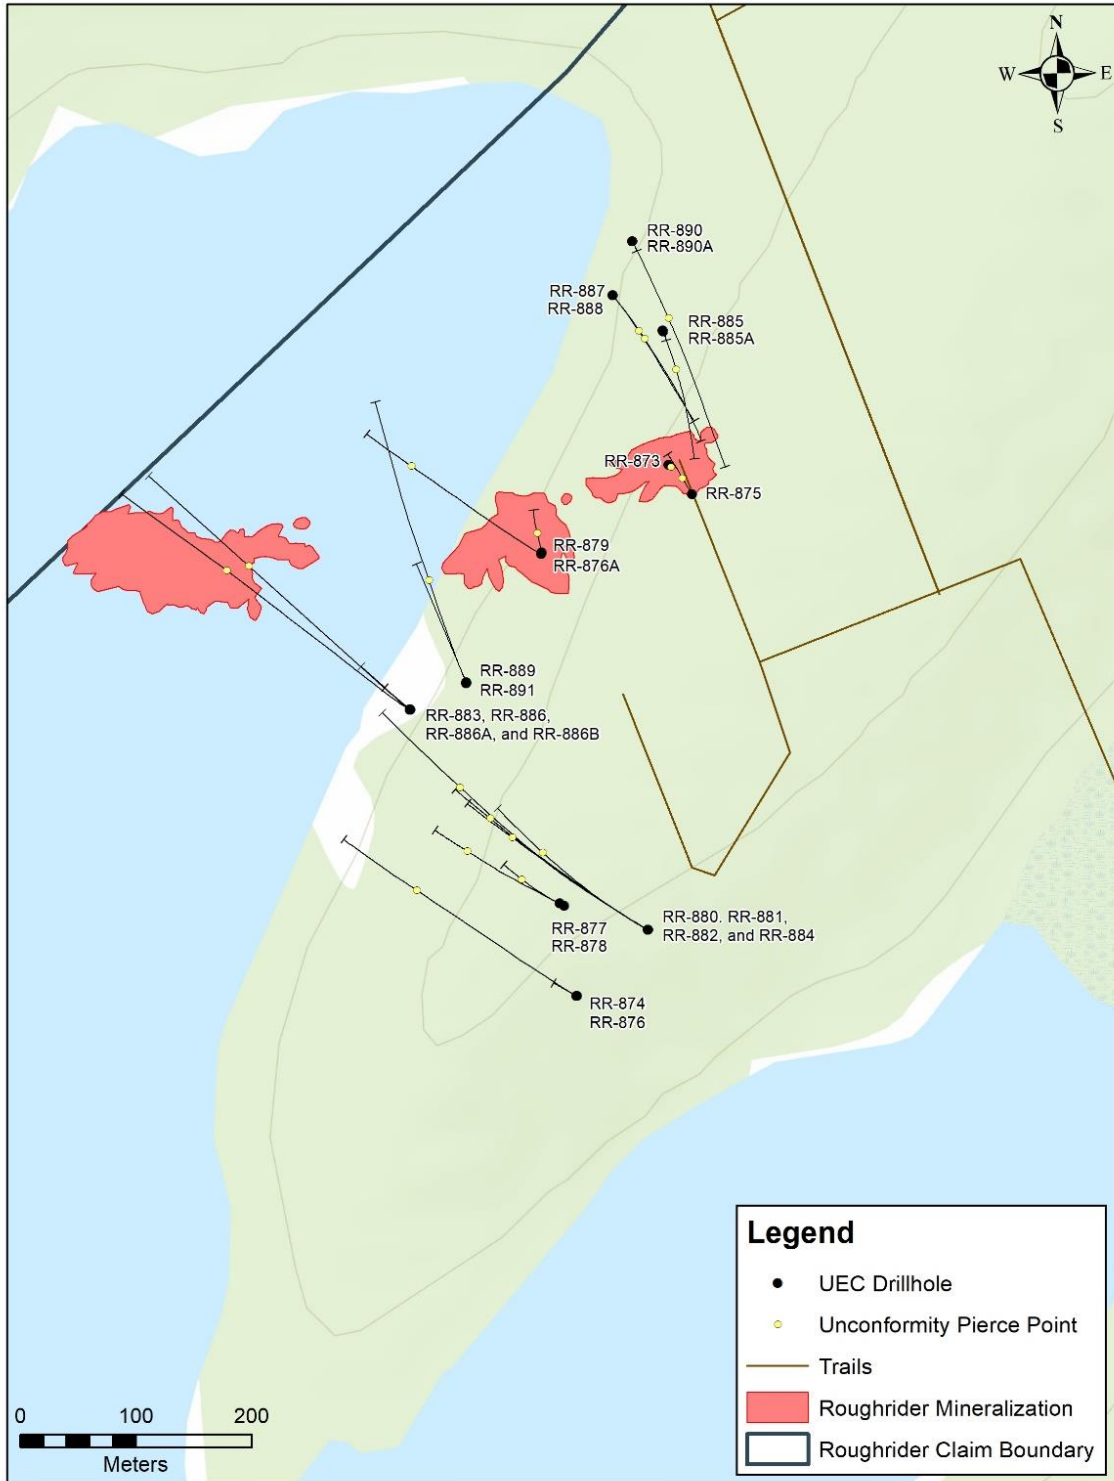 N
W E
S
RR-890
RR-890A
RR-887
RR-888
RR-885
RR-885A
RR-873
RR-875
RR-879
RR-876A
RR-889
RR-891
RR-883, RR-886,
RR-886A, and RR-886B
RR-877
RR-878
RR-880. RR-881,
RR-882, and RR-884
RR-874
RR-876
Legend
UEC Drillhole
Unconformity Pierce Point
Trails
Roughrider Mineralization
Roughrider Claim Boundary
0 100 200
Meters